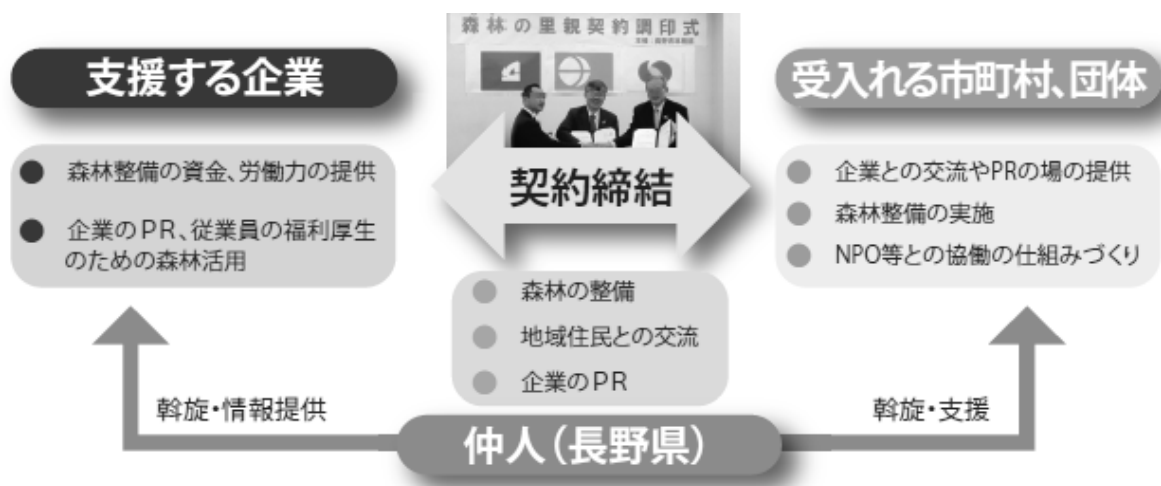 森林の里親契約調印式
支援する企業
森林整備の資金、労働力の提供
企業のPR、従業員の福利厚生
のための森林活用
契約締結
森林の整備
地域住民との交流
企業のPR
受入れる市町村、団体
企業との交流やPRの場の提供
森林整備の実施
NPO等との協働の仕組みづくり
斡旋・情報提供
斡旋・支援
仲人(長野県)